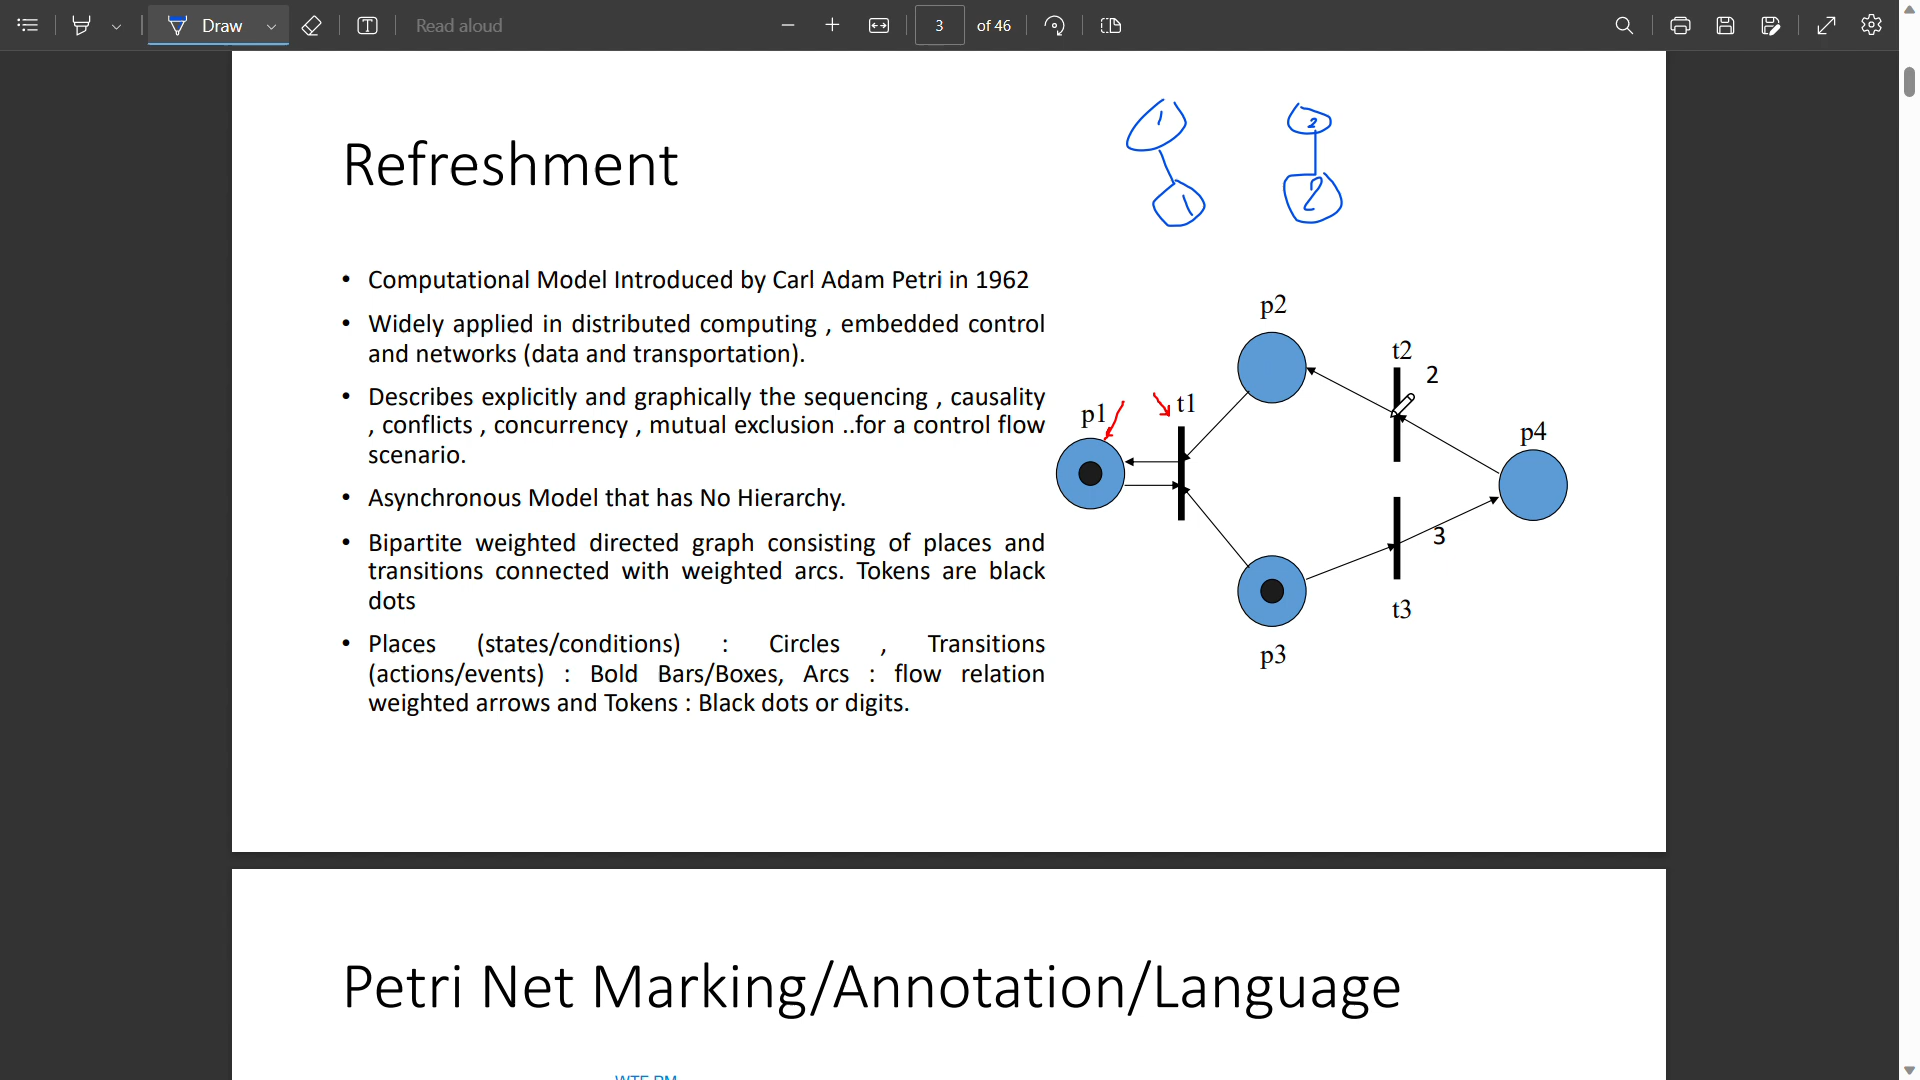 Draw
Read aloud
3 of 46
Refreshment
1 2
1 2
• Computational Model Introduced by Carl Adam Petri in 1962
• Widely applied in distributed computing , embedded control
and networks (data and transportation).
• Describes explicitly and graphically the sequencing , causality
, conflicts , concurrency , mutual exclusion ..for a control flow
scenario.
• Asynchronous Model that has No Hierarchy.
• Bipartite weighted directed graph consisting of places and
transitions connected with weighted arcs. Tokens are black
dots
• Places (states/conditions) : Circles , Transitions
(actions/events) : Bold Bars/Boxes, Arcs : flow relation
weighted arrows and Tokens : Black dots or digits.
p2
t2
2
p1 t1
p4
3
t3
p3
Petri Net Marking/Annotation/Language